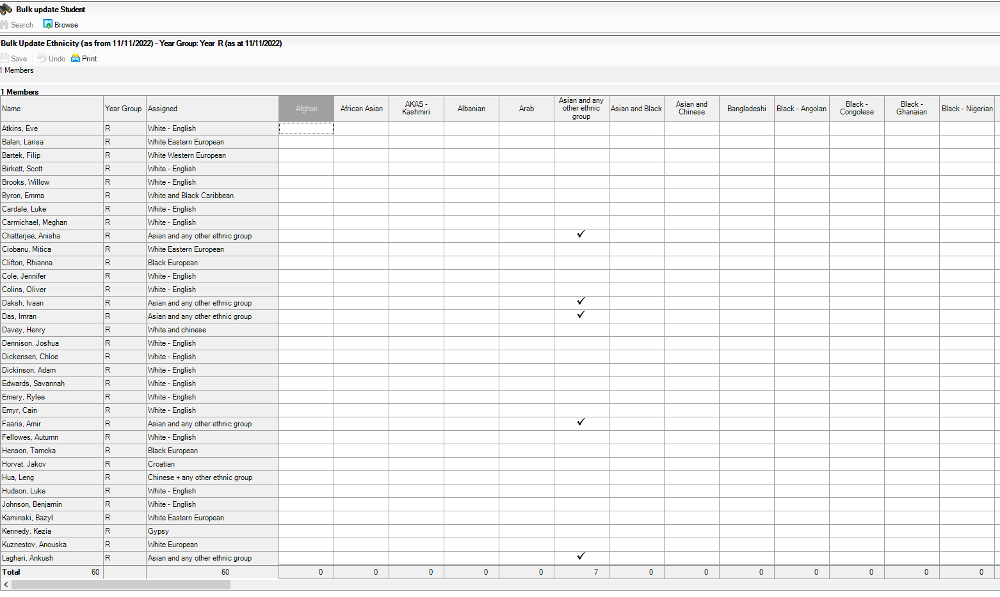 Bulk update Student
Search Browse
Bulk Update Ethnicity (as from 11/11/2022) - Year Group: Year R (as at 11/11/2022)
Save Undo Print
1 Members
1 Members
Name Year Group Assigned Afghan African Asian AKAS - Kashmiri Albanian Arab Asian and any other ethnic group Asian and Black Asian and Chinese Bangladeshi Black - Angolan Black - Congolese Black - Ghanaian Black - Nigerian
Atkins, Eve R White - English
Balan, Larisa R White Eastern European
Bartek, Filip R White Western European
Birkett, Scott R White - English
Brooks, Willow R White - English
Byron, Emma R White and Black Caribbean
Cardale, Luke R White - English
Carmichael, Meghan R White - English
Chatterjee, Anisha R Asian and any other ethnic group ✓
Ciobanu, Mitica R White Eastern European
Clifton, Rhianna R Black European
Cole, Jennifer R White - English
Colins, Oliver R White - English
Daksh, Ivaan R Asian and any other ethnic group ✓
Das, Imran R Asian and any other ethnic group ✓
Davey, Henry R White and chinese
Dennison, Joshua R White - English
Dickensen, Chloe R White - English
Dickinson, Adam R White - English
Edwards, Savannah R White - English
Emery, Rylee R White - English
Emyr, Cain R White - English
Faaris, Amir R Asian and any other ethnic group ✓
Fellowes, Autumn R White - English
Henson, Tameka R Black European
Horvat, Jakov R Croatian
Hua, Leng R Chinese + any other ethnic group
Hudson, Luke R White - English
Johnson, Benjamin R White - English
Kaminski, Bazyl R White Eastern European
Kennedy, Kezia R Gypsy
Kuznestov, Anouska R White European
Laghari, Ankush R Asian and any other ethnic group ✓
Total 60 60 0 0 0 0 0 7 0 0 0 0 0 0 0